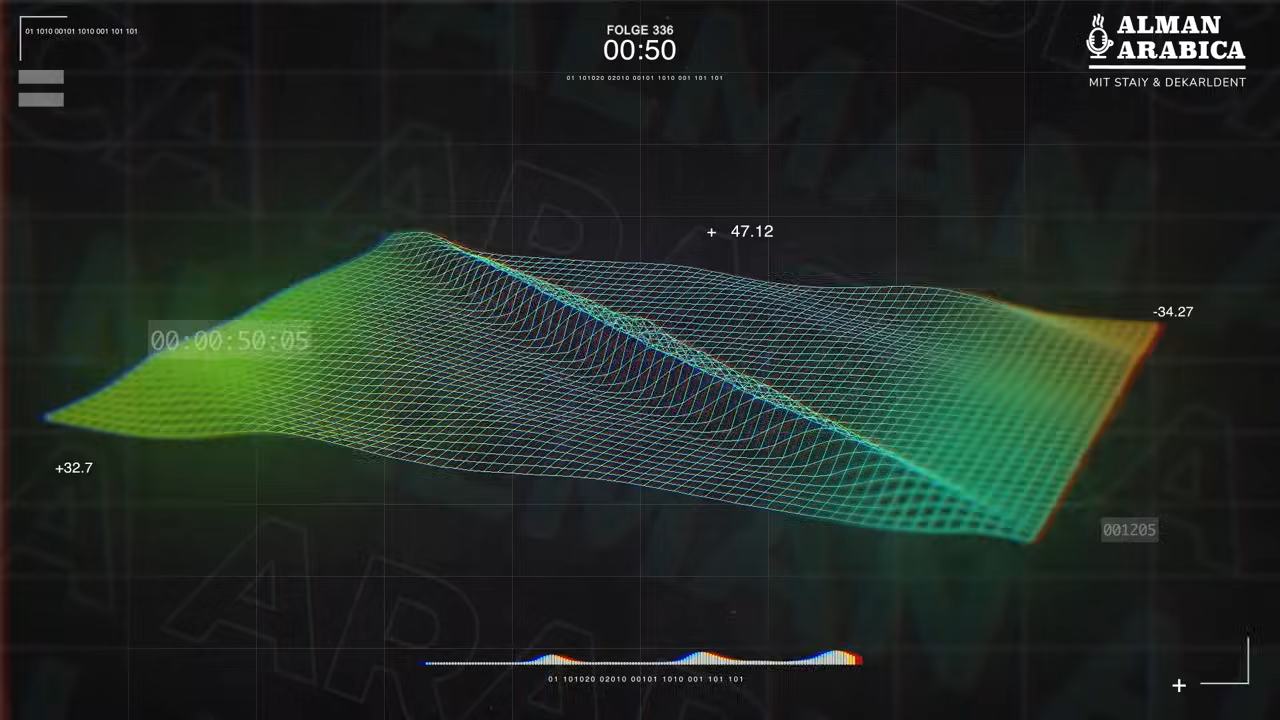 01 1010 00101 1010 001 101 101
FOLGE 336
00:50
01 101020 02010 00101 1010 001 101 101
ALMAN
ARABICA
MIT STAIY & DEKARLDENT
+ 47.12
-34.27
00:00:50:05
+32.7
001205
01 101020 02010 00101 1010 001 101 101
+